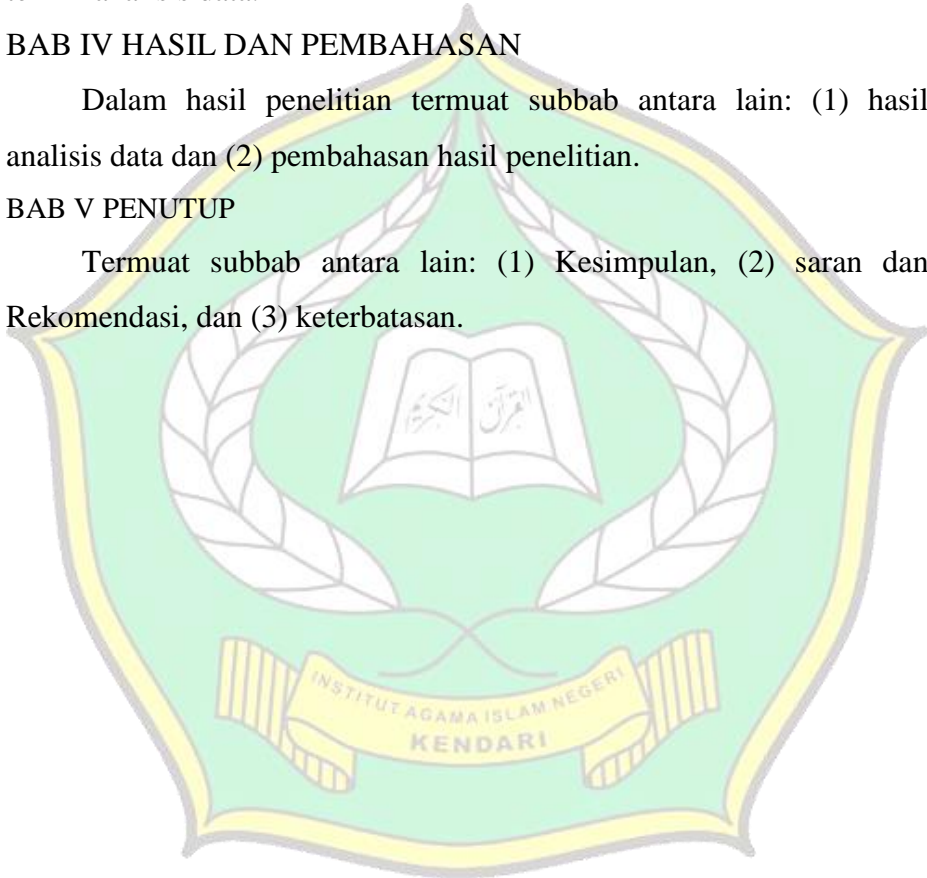 BAB IV HASIL DAN PEMBAHASAN
Dalam hasil penelitian termuat subbab antara lain: (1) hasil
analisis data dan (2) pembahasan hasil penelitian.
BAB V PENUTUP
Termuat subbab antara lain: (1) Kesimpulan, (2) saran dan
Rekomendasi, dan (3) keterbatasan.
القرآن الكريم
INSTITUT AGAMA ISLAM NEGERI
KENDARI